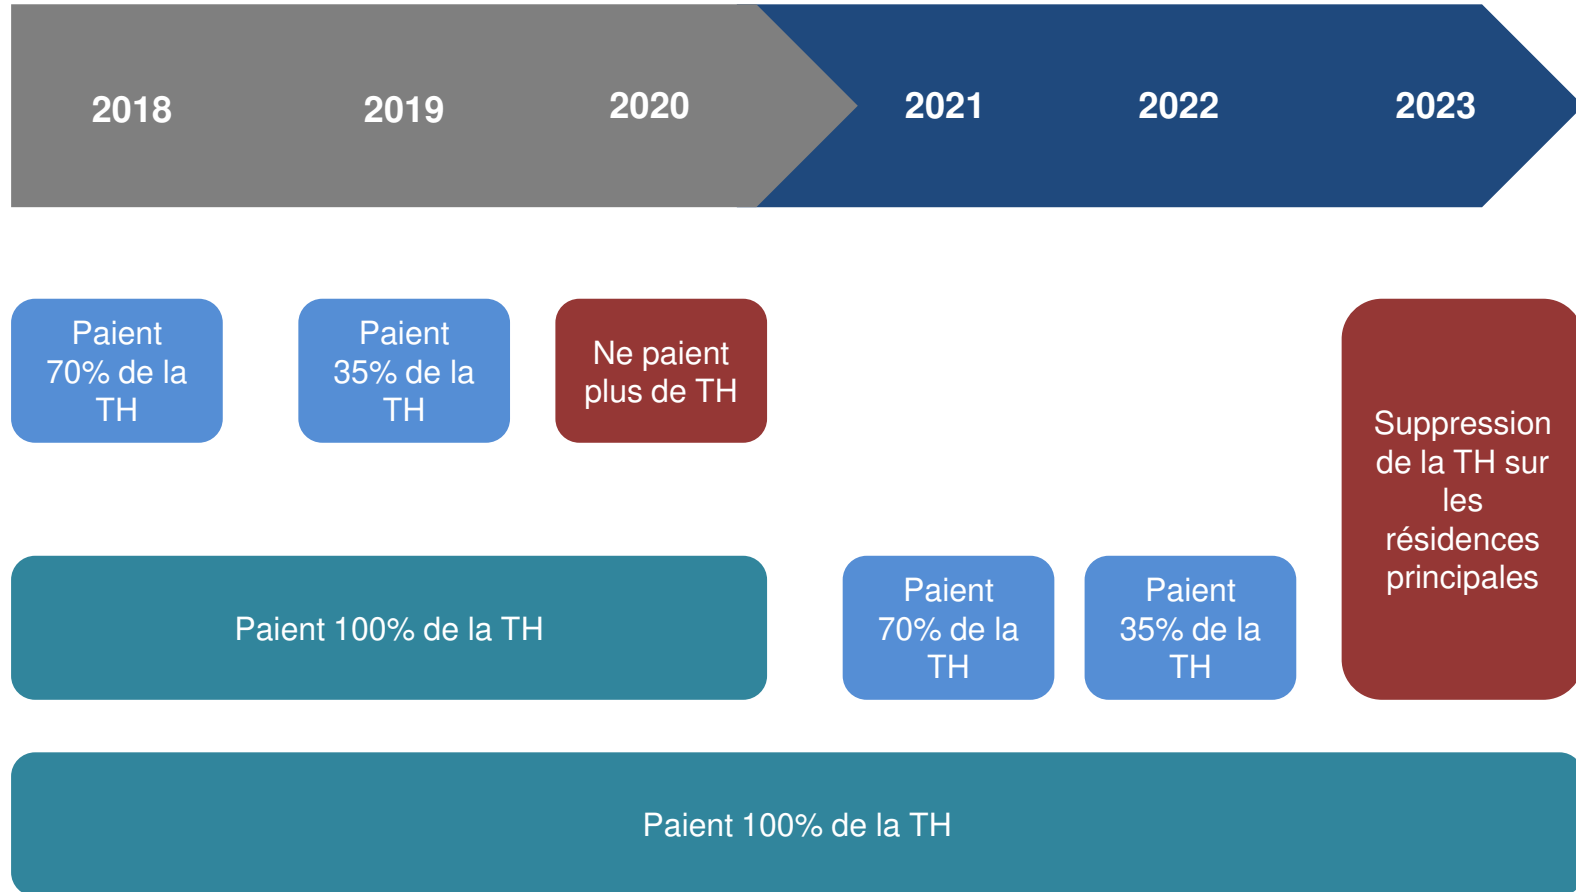 2018
2019
2020
2021
2022
2023
Paient
70% de la
TH
Paient
35% de la
TH
Ne paient
plus de TH
Suppression
de la TH sur
les
résidences
principales
Paient 100% de la TH
Paient
70% de la
TH
Paient
35% de la
TH
Paient 100% de la TH